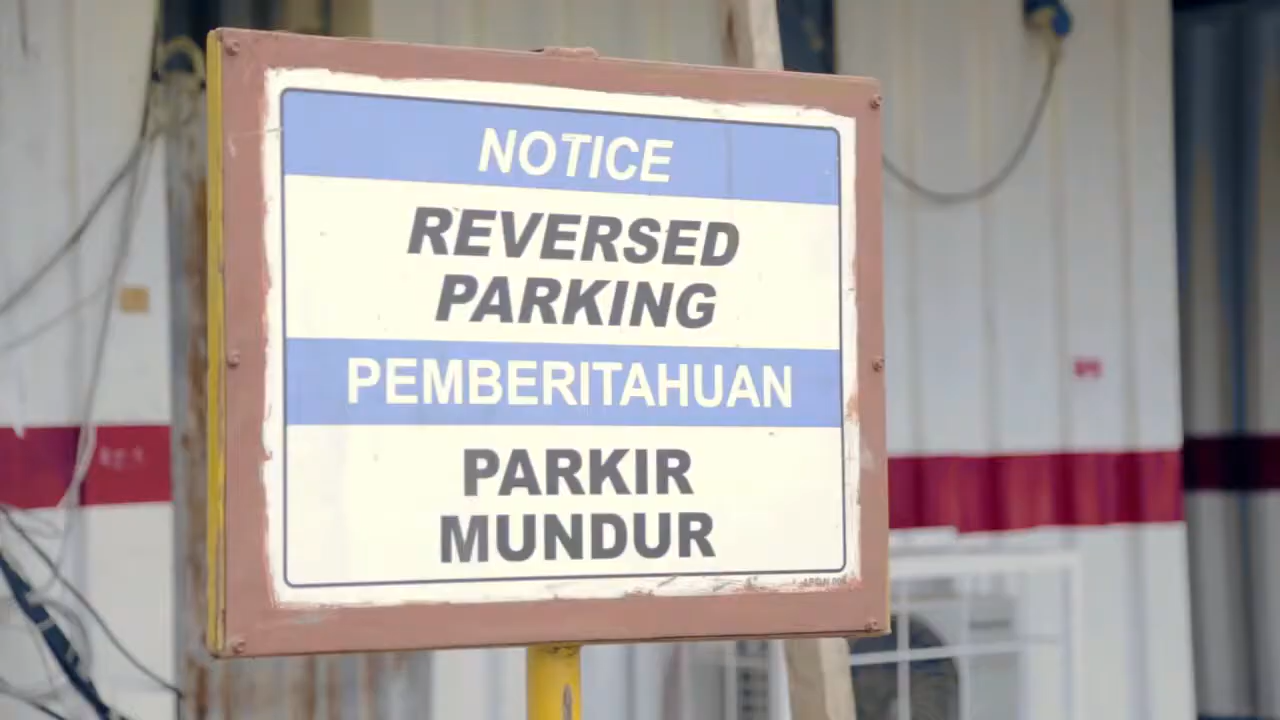 NOTICE
REVERSED
PARKING
PEMBERITAHUAN
PARKIR
MUNDUR